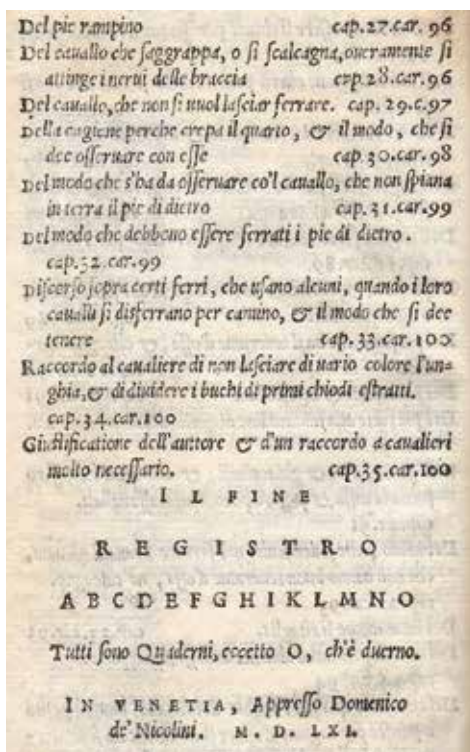 Del pie rampino cap.27.car. 96
Del cauallo che s'aggrappa, o si scalcagna, oueramente si
attinge i nerui delle braccia cap.28.car.96
Del cauallo, che non si uuol lasciar ferrare. cap. 29.c.97
Della cagione perche crepa il quarto, & il modo, che si
dee osseruare con esse cap.30.car.98
Del modo che s'ha da osseruare co'l cauallo, che non spiana
in terra il pie di dietro cap.31.car.99
Del modo che debbono essere ferrati i pie di dietro.
cap.32.car.99
Discorso sopra certi ferri, che usano alcuni, quando i loro
caualli si disferrano per camino, & il modo che si dee
tenere cap.33.car.100
Raccordo al caualiere di non lasciare di uario colore l'un-
ghia, & di diuidere i buchi di primi chiodi estratti.
cap.34.car.100
Giustificatione dell'auttore & d'un raccordo a caualieri
molto necessario. cap.35.car.100
IL FINE
REGISTRO
A B C D E F G H I K L M N O
Tutti sono Quaderni, eccetto O, ch'è duerno.
IN VENETIA, Appresso Domenico
de' Nicolini. M. D. LXI.